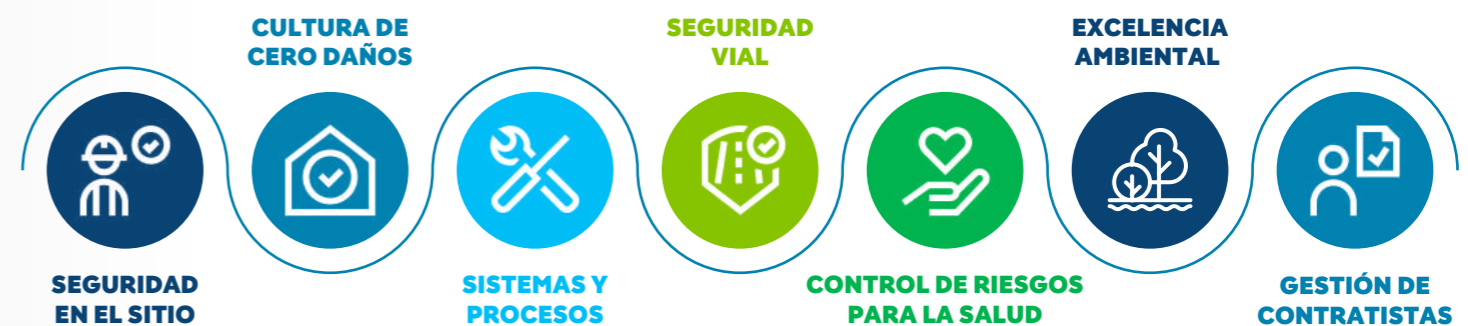 SEGURIDAD
EN EL SITIO
CULTURA DE
CERO DAÑOS
SISTEMAS Y
PROCESOS
SEGURIDAD
VIAL
CONTROL DE RIESGOS
PARA LA SALUD
EXCELENCIA
AMBIENTAL
GESTIÓN DE
CONTRATISTAS